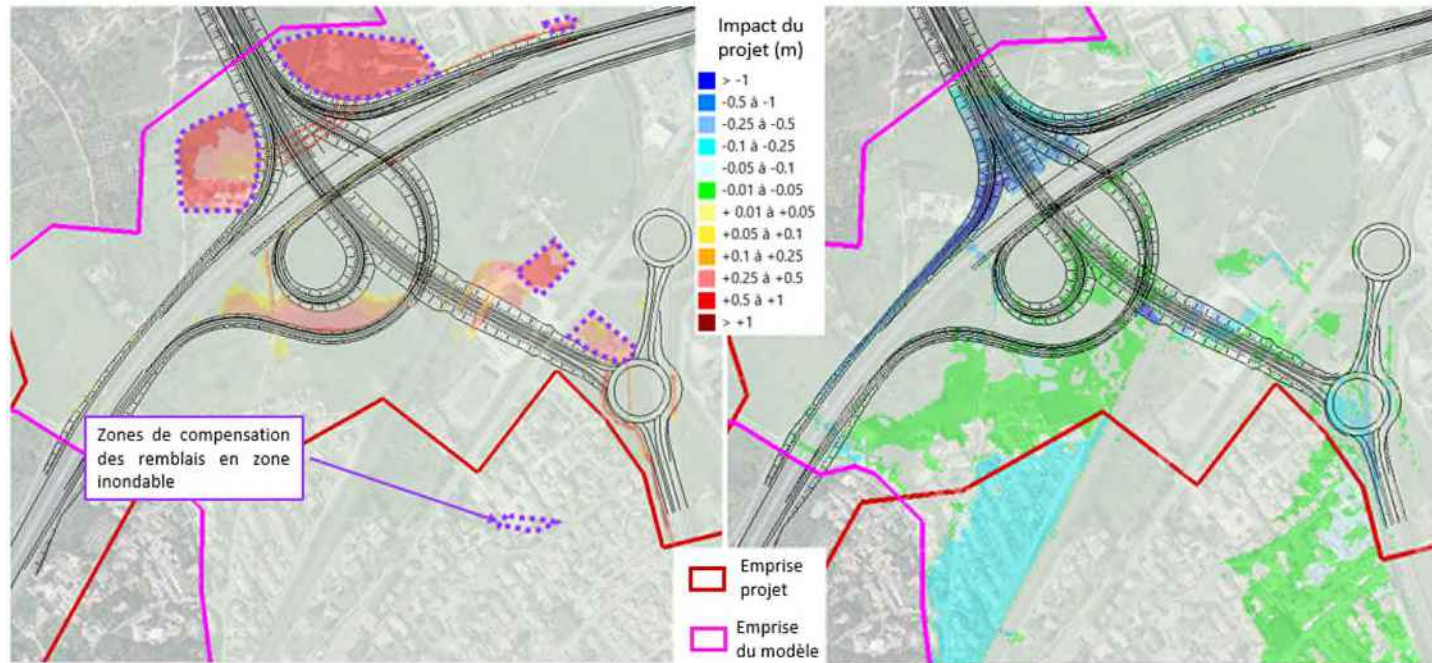 Impact du
projet (m)
> -1
-0.5 à -1
-0.25 à -0.5
-0.1 à -0.25
-0.05 à -0.1
-0.01 à -0.05
+ 0.01 à +0.05
+0.05 à +0.1
+0.1 à +0.25
+0.25 à +0.5
+0.5 à +1
> +1
Zones de compensation
des remblais en zone
inondable
Emprise
projet
Emprise
du modèle